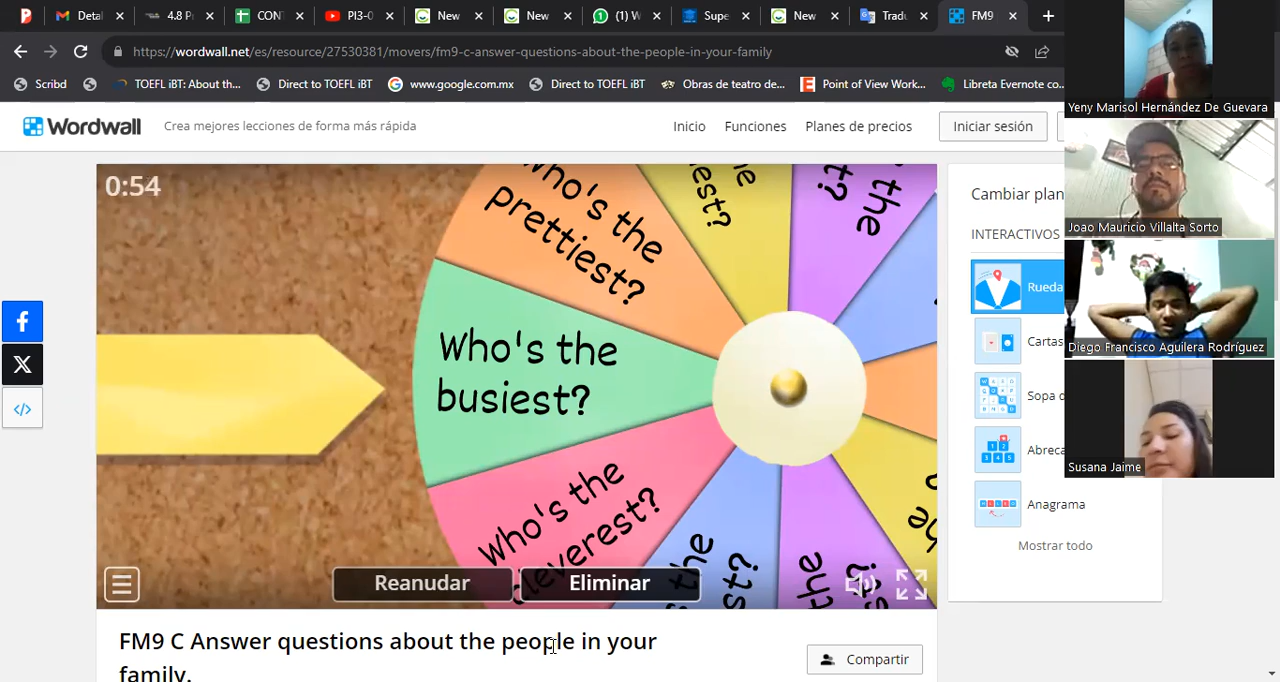 Detal
4.8 P
CON
PI3-0
New
New
(1) W
Supe
New
Tradu
FM9
https://wordwall.net/es/resource/27530381/movers/fm9-c-answer-questions-about-the-people-in-your-family
Scribd
TOEFL iBT: About th...
Direct to TOEFL iBT
www.google.com.mx
Direct to TOEFL iBT
Obras de teatro de...
Point of View Work...
Libreta Evernote co...
Wordwall
Crea mejores lecciones de forma más rápida
Inicio
Funciones
Planes de precios
Iniciar sesión
0:54
Who's the
prettiest?
Who's the
busiest?
Who's the
cleverest?
the
the
the
the
Reanudar
Eliminar
FM9 C Answer questions about the people in your
family.
Compartir
Cambiar plan
INTERACTIVOS
Rueda
Cartas
Sopa d
Abreca
Anagrama
Mostrar todo
Yeny Marisol Hernández De Guevara
Joao Mauricio Villalta Sorto
Diego Francisco Aguilera Rodríguez
Susana Jaime